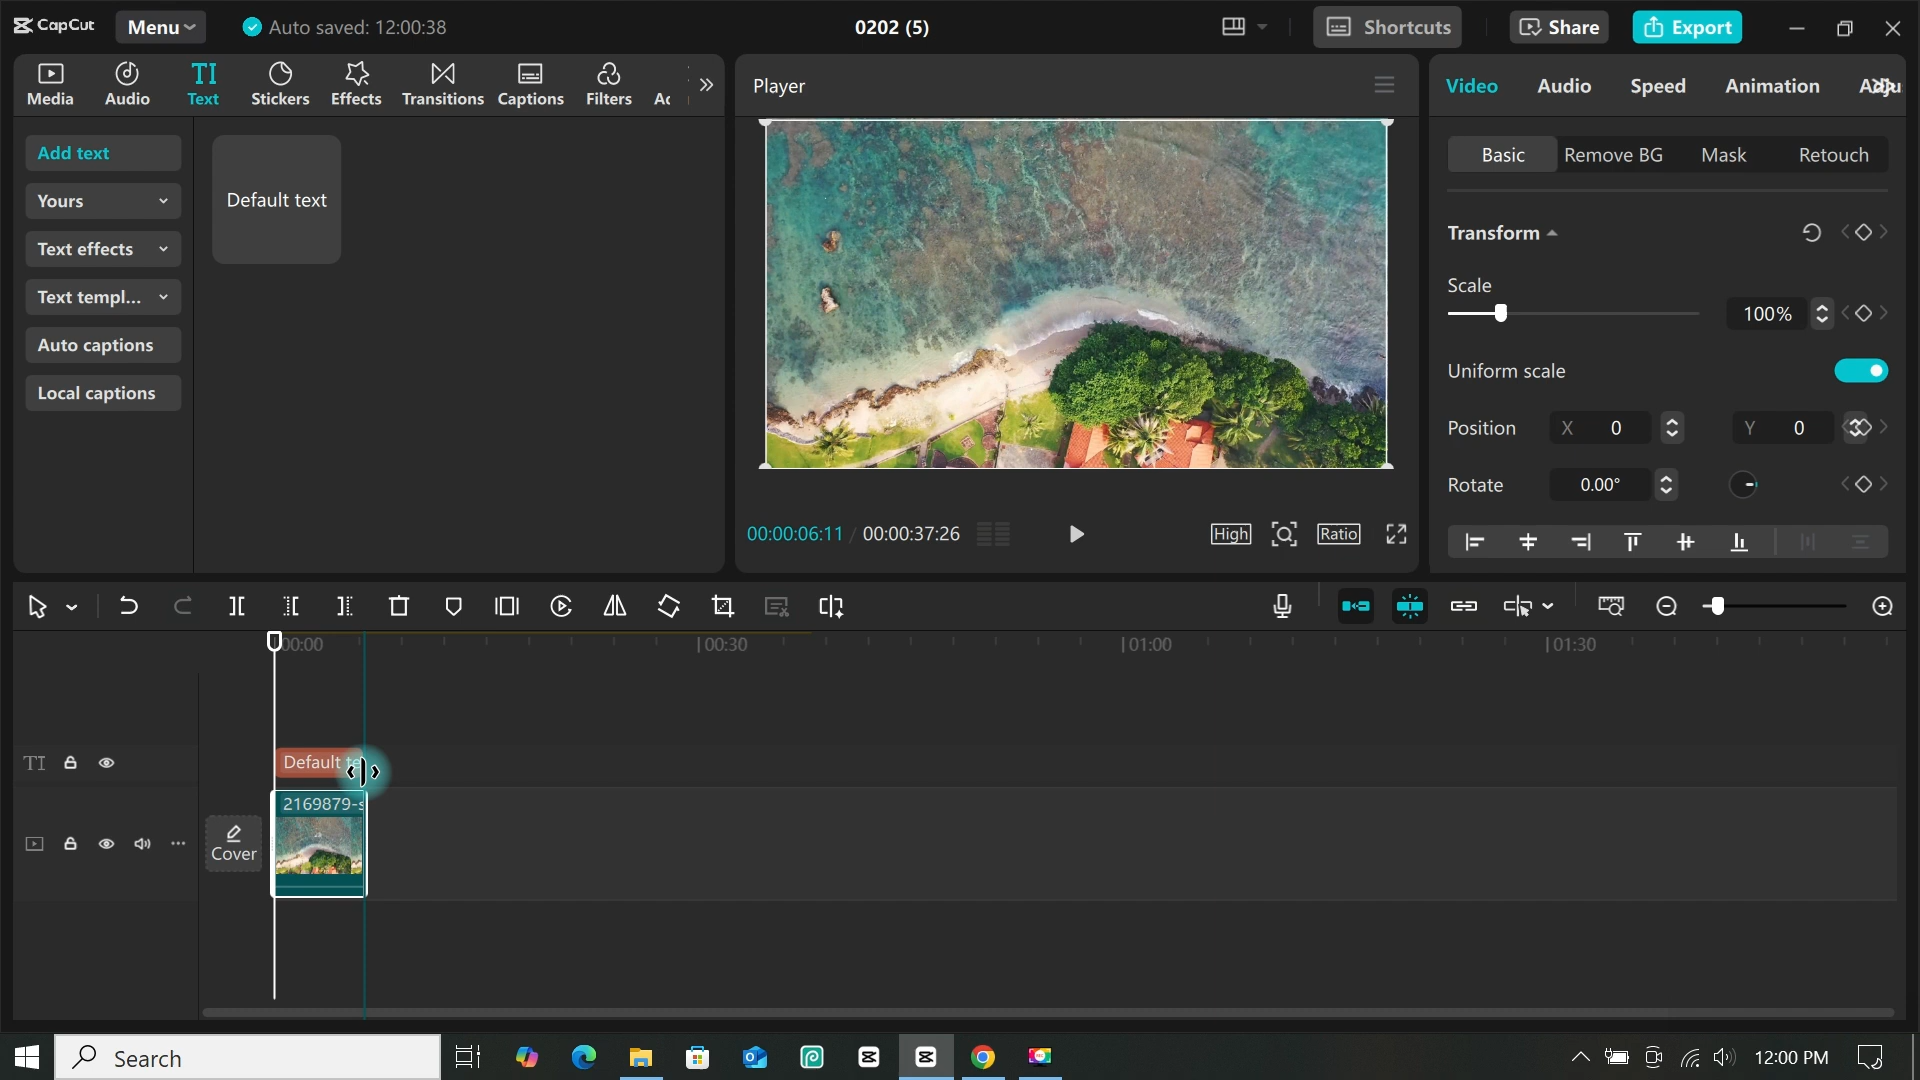 CapCut Menu Auto saved: 12:00:38 0202 (5) Shortcuts Share Export
Media Audio TI Text Stickers Effects Transitions Captions Filters
Add text
Yours
Text effects
Text templ...
Auto captions
Local captions
Default text
Player
00:00:06:11 / 00:00:37:26 High Ratio
Video Audio Speed Animation Adju
Basic Remove BG Mask Retouch
Transform
Scale
100%
Uniform scale
Position X 0 Y 0
Rotate 0.00°
00:00 00:30 01:00 01:30
TI Default te
2169879-s
Cover
Search 12:00 PM